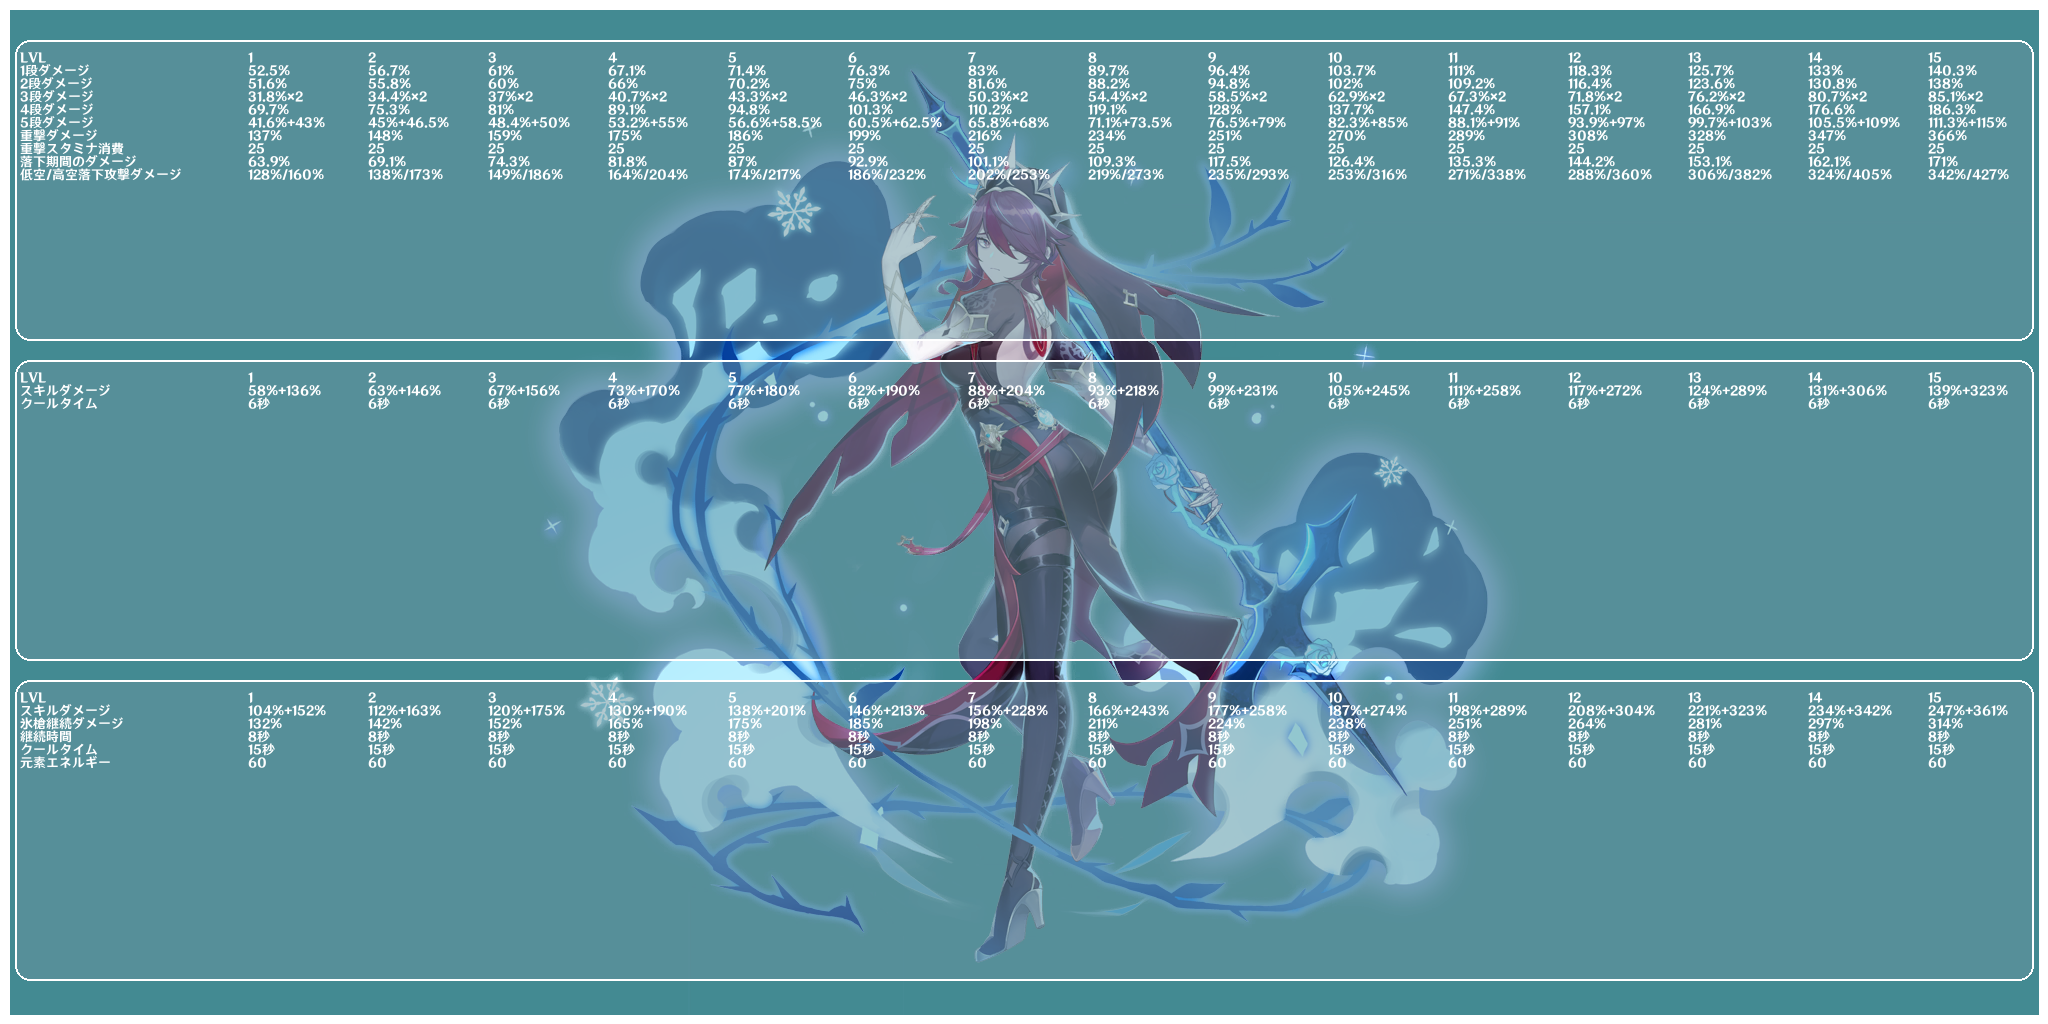 LVL 1 2 3 4 5 6 7 8 9 10 11 12 13 14 15
1段ダメージ 52.5% 56.7% 61% 67.1% 71.4% 76.3% 83% 89.7% 96.4% 103.7% 111% 118.3% 125.7% 133% 140.3%
2段ダメージ 51.6% 55.8% 60% 66% 70.2% 75% 81.6% 88.2% 94.8% 102% 109.2% 116.4% 123.6% 130.8% 138%
3段ダメージ 31.8%×2 34.4%×2 37%×2 40.7%×2 43.3%×2 46.3%×2 50.3%×2 54.4%×2 58.5%×2 62.9%×2 67.3%×2 71.8%×2 76.2%×2 80.7%×2 85.1%×2
4段ダメージ 69.7% 75.3% 81% 89.1% 94.8% 101.3% 110.2% 119.1% 128% 137.7% 147.4% 157.1% 166.9% 176.6% 186.3%
5段ダメージ 41.6%+43% 45%+46.5% 48.4%+50% 53.2%+55% 56.6%+58.5% 60.5%+62.5% 65.8%+68% 71.1%+73.5% 76.5%+79% 82.3%+85% 88.1%+91% 93.9%+97% 99.7%+103% 105.5%+109% 111.3%+115%
重撃ダメージ 137% 148% 159% 175% 186% 199% 216% 234% 251% 270% 289% 308% 328% 347% 366%
重撃スタミナ消費 25 25 25 25 25 25 25 25 25 25 25 25 25 25 25
落下期間のダメージ 63.9% 69.1% 74.3% 81.8% 87% 92.9% 101.1% 109.3% 117.5% 126.4% 135.3% 144.2% 153.1% 162.1% 171%
低空/高空落下攻撃ダメージ 128%/160% 138%/173% 149%/186% 164%/204% 174%/217% 186%/232% 202%/253% 219%/273% 235%/293% 253%/316% 271%/338% 288%/360% 306%/382% 324%/405% 342%/427%
LVL 1 2 3 4 5 6 7 8 9 10 11 12 13 14 15
スキルダメージ 58%+136% 63%+146% 67%+156% 73%+170% 77%+180% 82%+190% 88%+204% 93%+218% 99%+231% 105%+245% 111%+258% 117%+272% 124%+289% 131%+306% 139%+323%
クールタイム 6秒 6秒 6秒 6秒 6秒 6秒 6秒 6秒 6秒 6秒 6秒 6秒 6秒 6秒 6秒
LVL 1 2 3 4 5 6 7 8 9 10 11 12 13 14 15
スキルダメージ 104%+152% 112%+163% 120%+175% 130%+190% 138%+201% 146%+213% 156%+228% 166%+243% 177%+258% 187%+274% 198%+289% 208%+304% 221%+323% 234%+342% 247%+361%
氷槍継続ダメージ 132% 142% 152% 165% 175% 185% 198% 211% 224% 238% 251% 264% 281% 297% 314%
継続時間 8秒 8秒 8秒 8秒 8秒 8秒 8秒 8秒 8秒 8秒 8秒 8秒 8秒 8秒 8秒
クールタイム 15秒 15秒 15秒 15秒 15秒 15秒 15秒 15秒 15秒 15秒 15秒 15秒 15秒 15秒 15秒
元素エネルギー 60 60 60 60 60 60 60 60 60 60 60 60 60 60 60